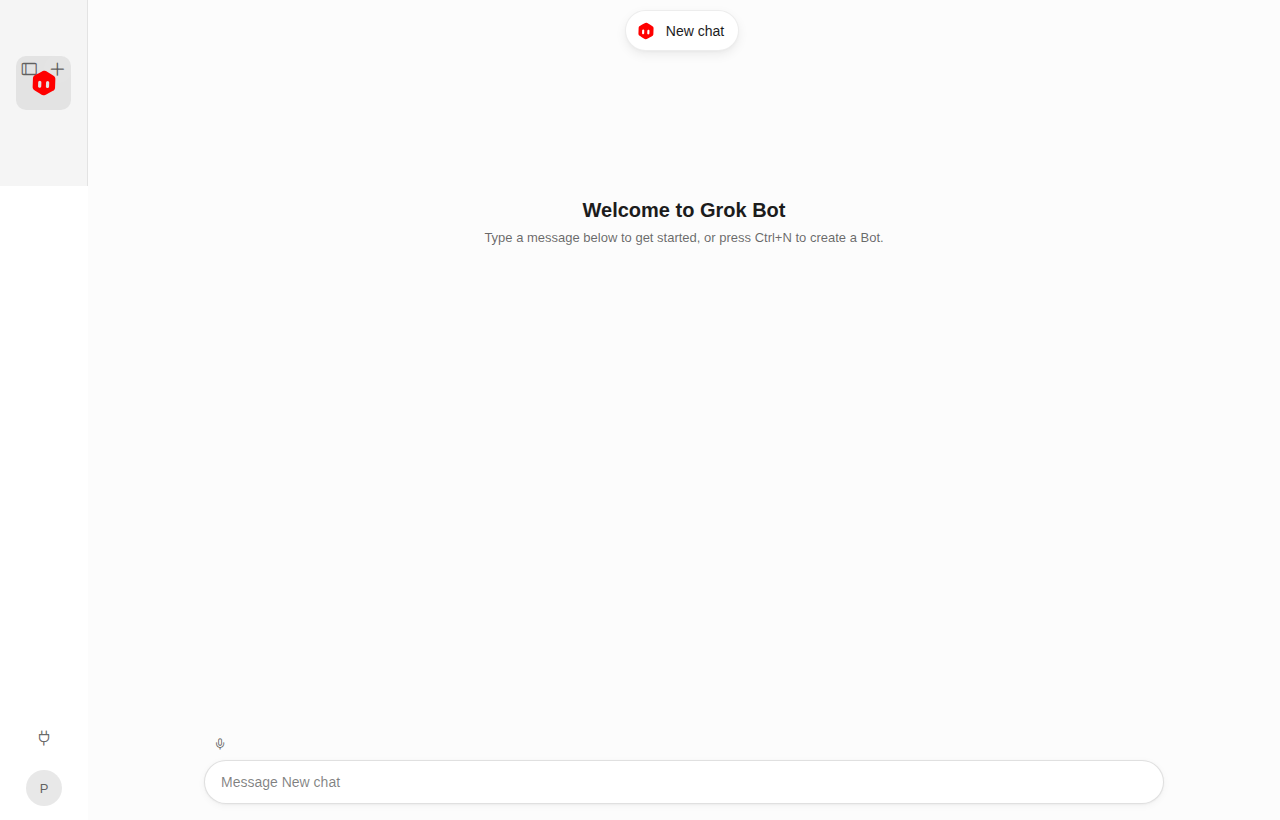 New chat
Welcome to Grok Bot
Type a message below to get started, or press Ctrl+N to create a Bot.
Message New chat
P